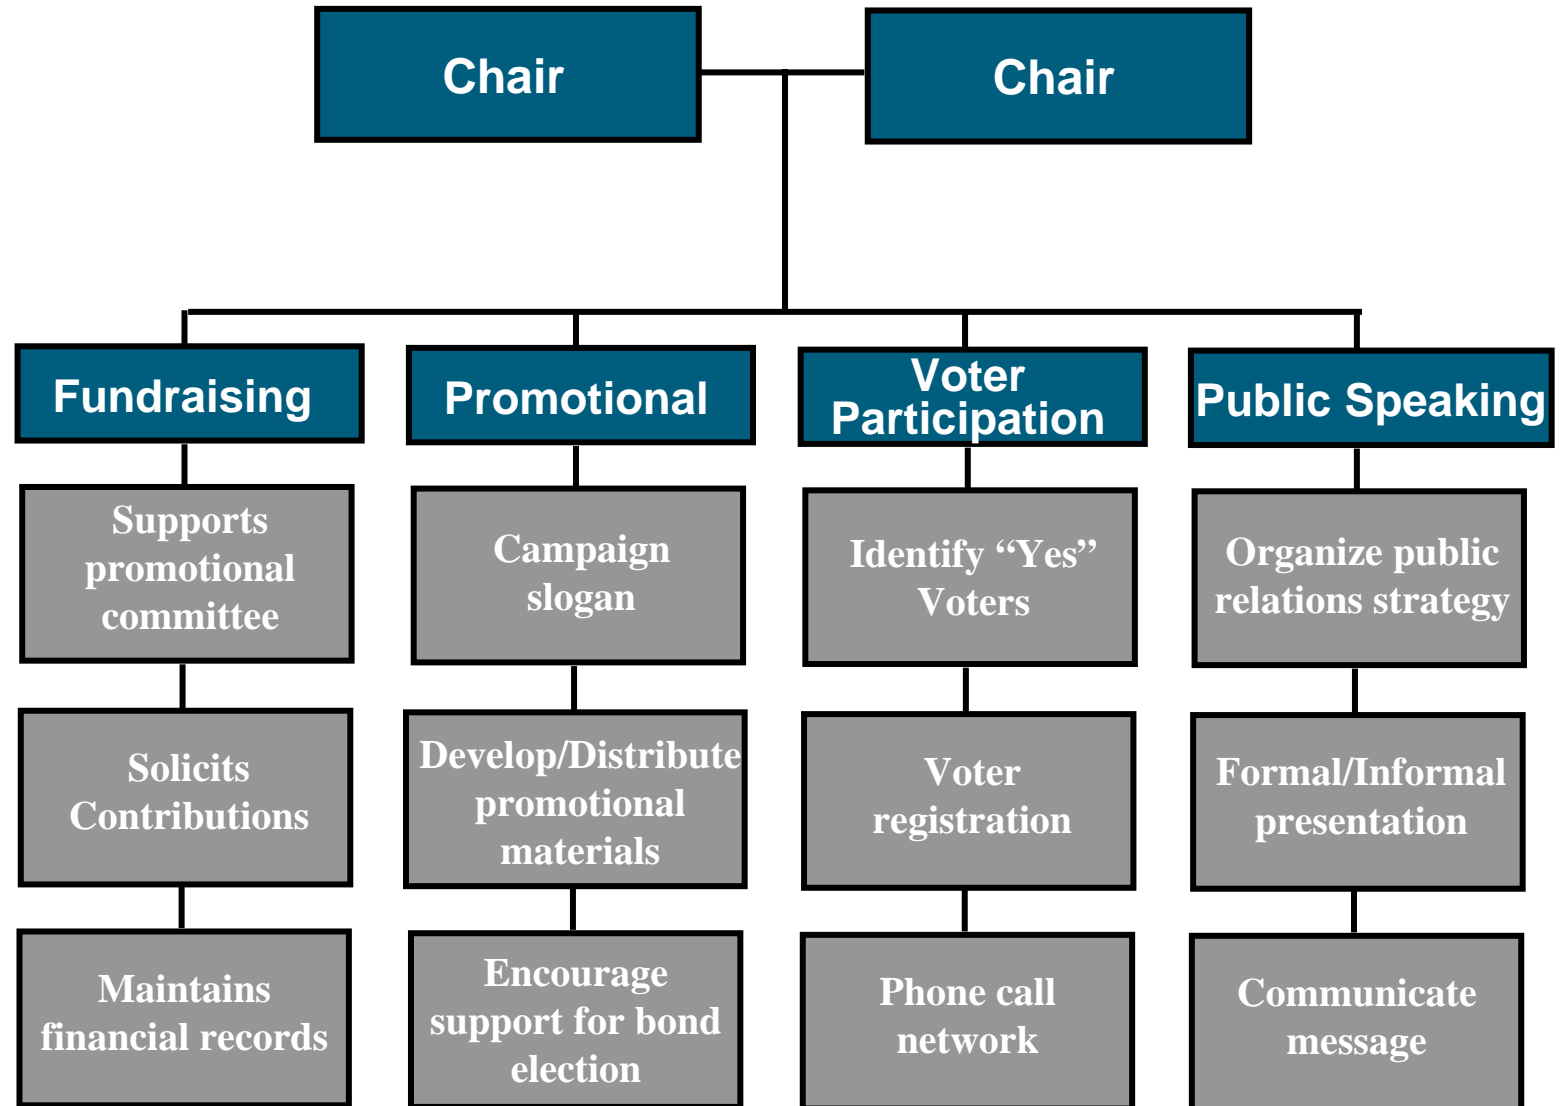 Chair
Chair
Fundraising
Promotional
Voter
Participation
Public Speaking
Supports
promotional
committee
Campaign
slogan
Identify “Yes”
Voters
Organize public
relations strategy
Solicits
Contributions
Develop/Distribute
promotional
materials
Voter
registration
Formal/Informal
presentation
Maintains
financial records
Encourage
support for bond
election
Phone call
network
Communicate
message